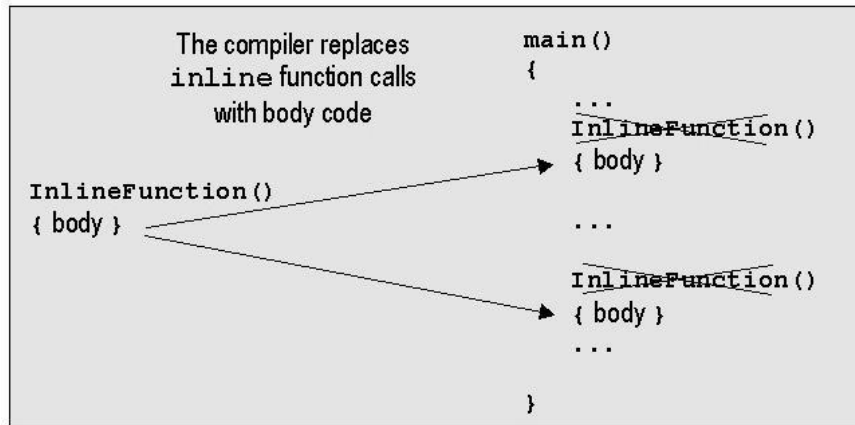 The compiler replaces
inline function calls
with body code
InlineFunction()
{ body }
main()
{
...
InlineFunction()
{ body }
...
InlineFunction()
{ body }
...
}